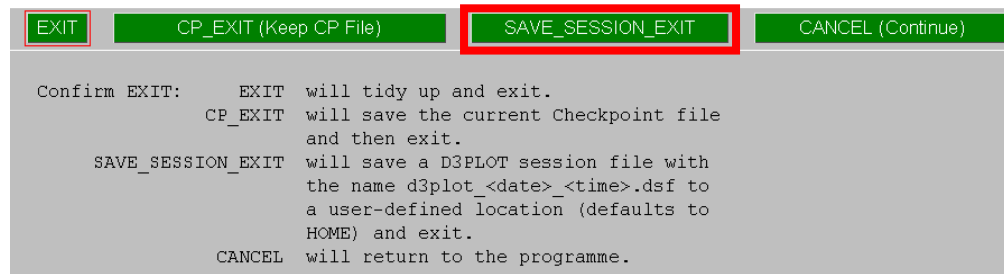 EXIT CP_EXIT (Keep CP File) SAVE_SESSION_EXIT CANCEL (Continue)
Confirm EXIT: EXIT will tidy up and exit.
CP_EXIT will save the current Checkpoint file
and then exit.
SAVE_SESSION_EXIT will save a D3PLOT session file with
the name d3plot_<date>_<time>.dsf to
a user-defined location (defaults to
HOME) and exit.
CANCEL will return to the programme.